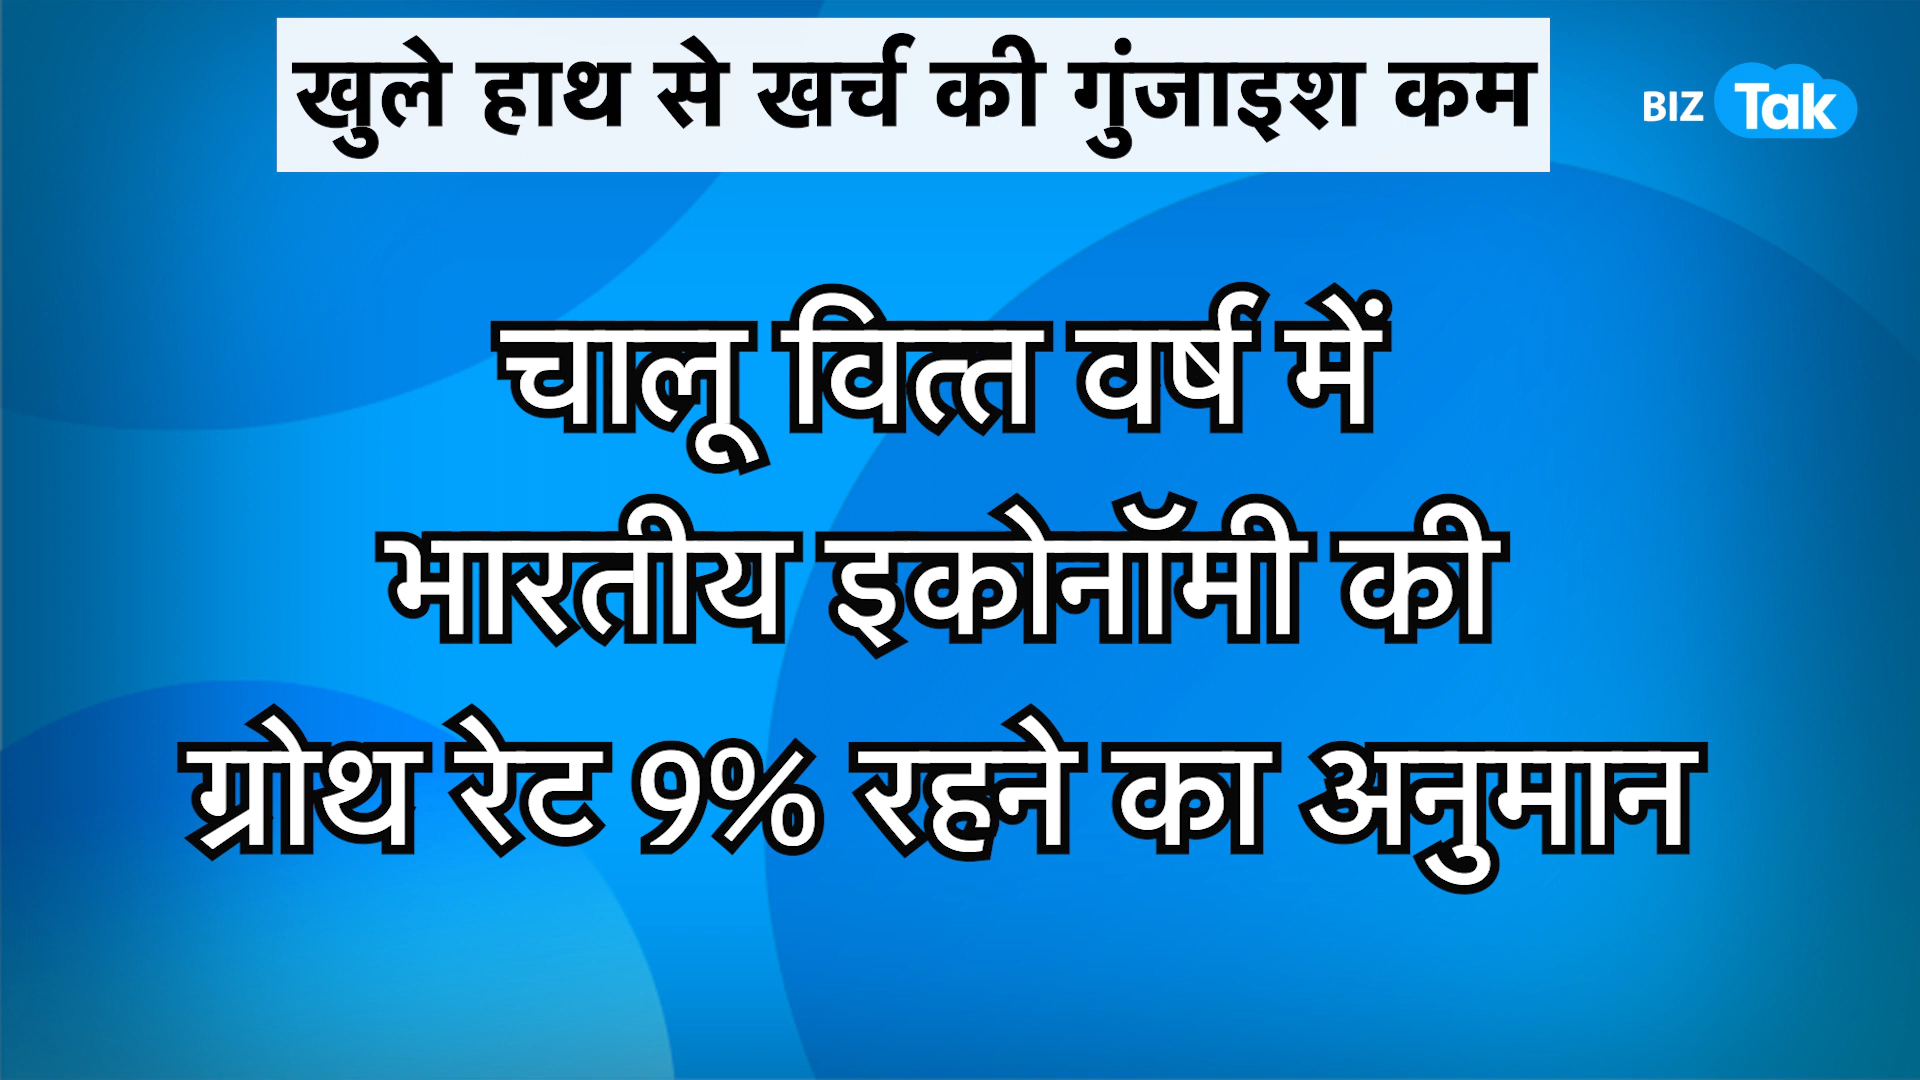 खुले हाथ से खर्च की गुंजाइश कम
BIZ Tak
चालू वित्त वर्ष में
भारतीय इकोनॉमी की
ग्रोथ रेट 9% रहने का अनुमान